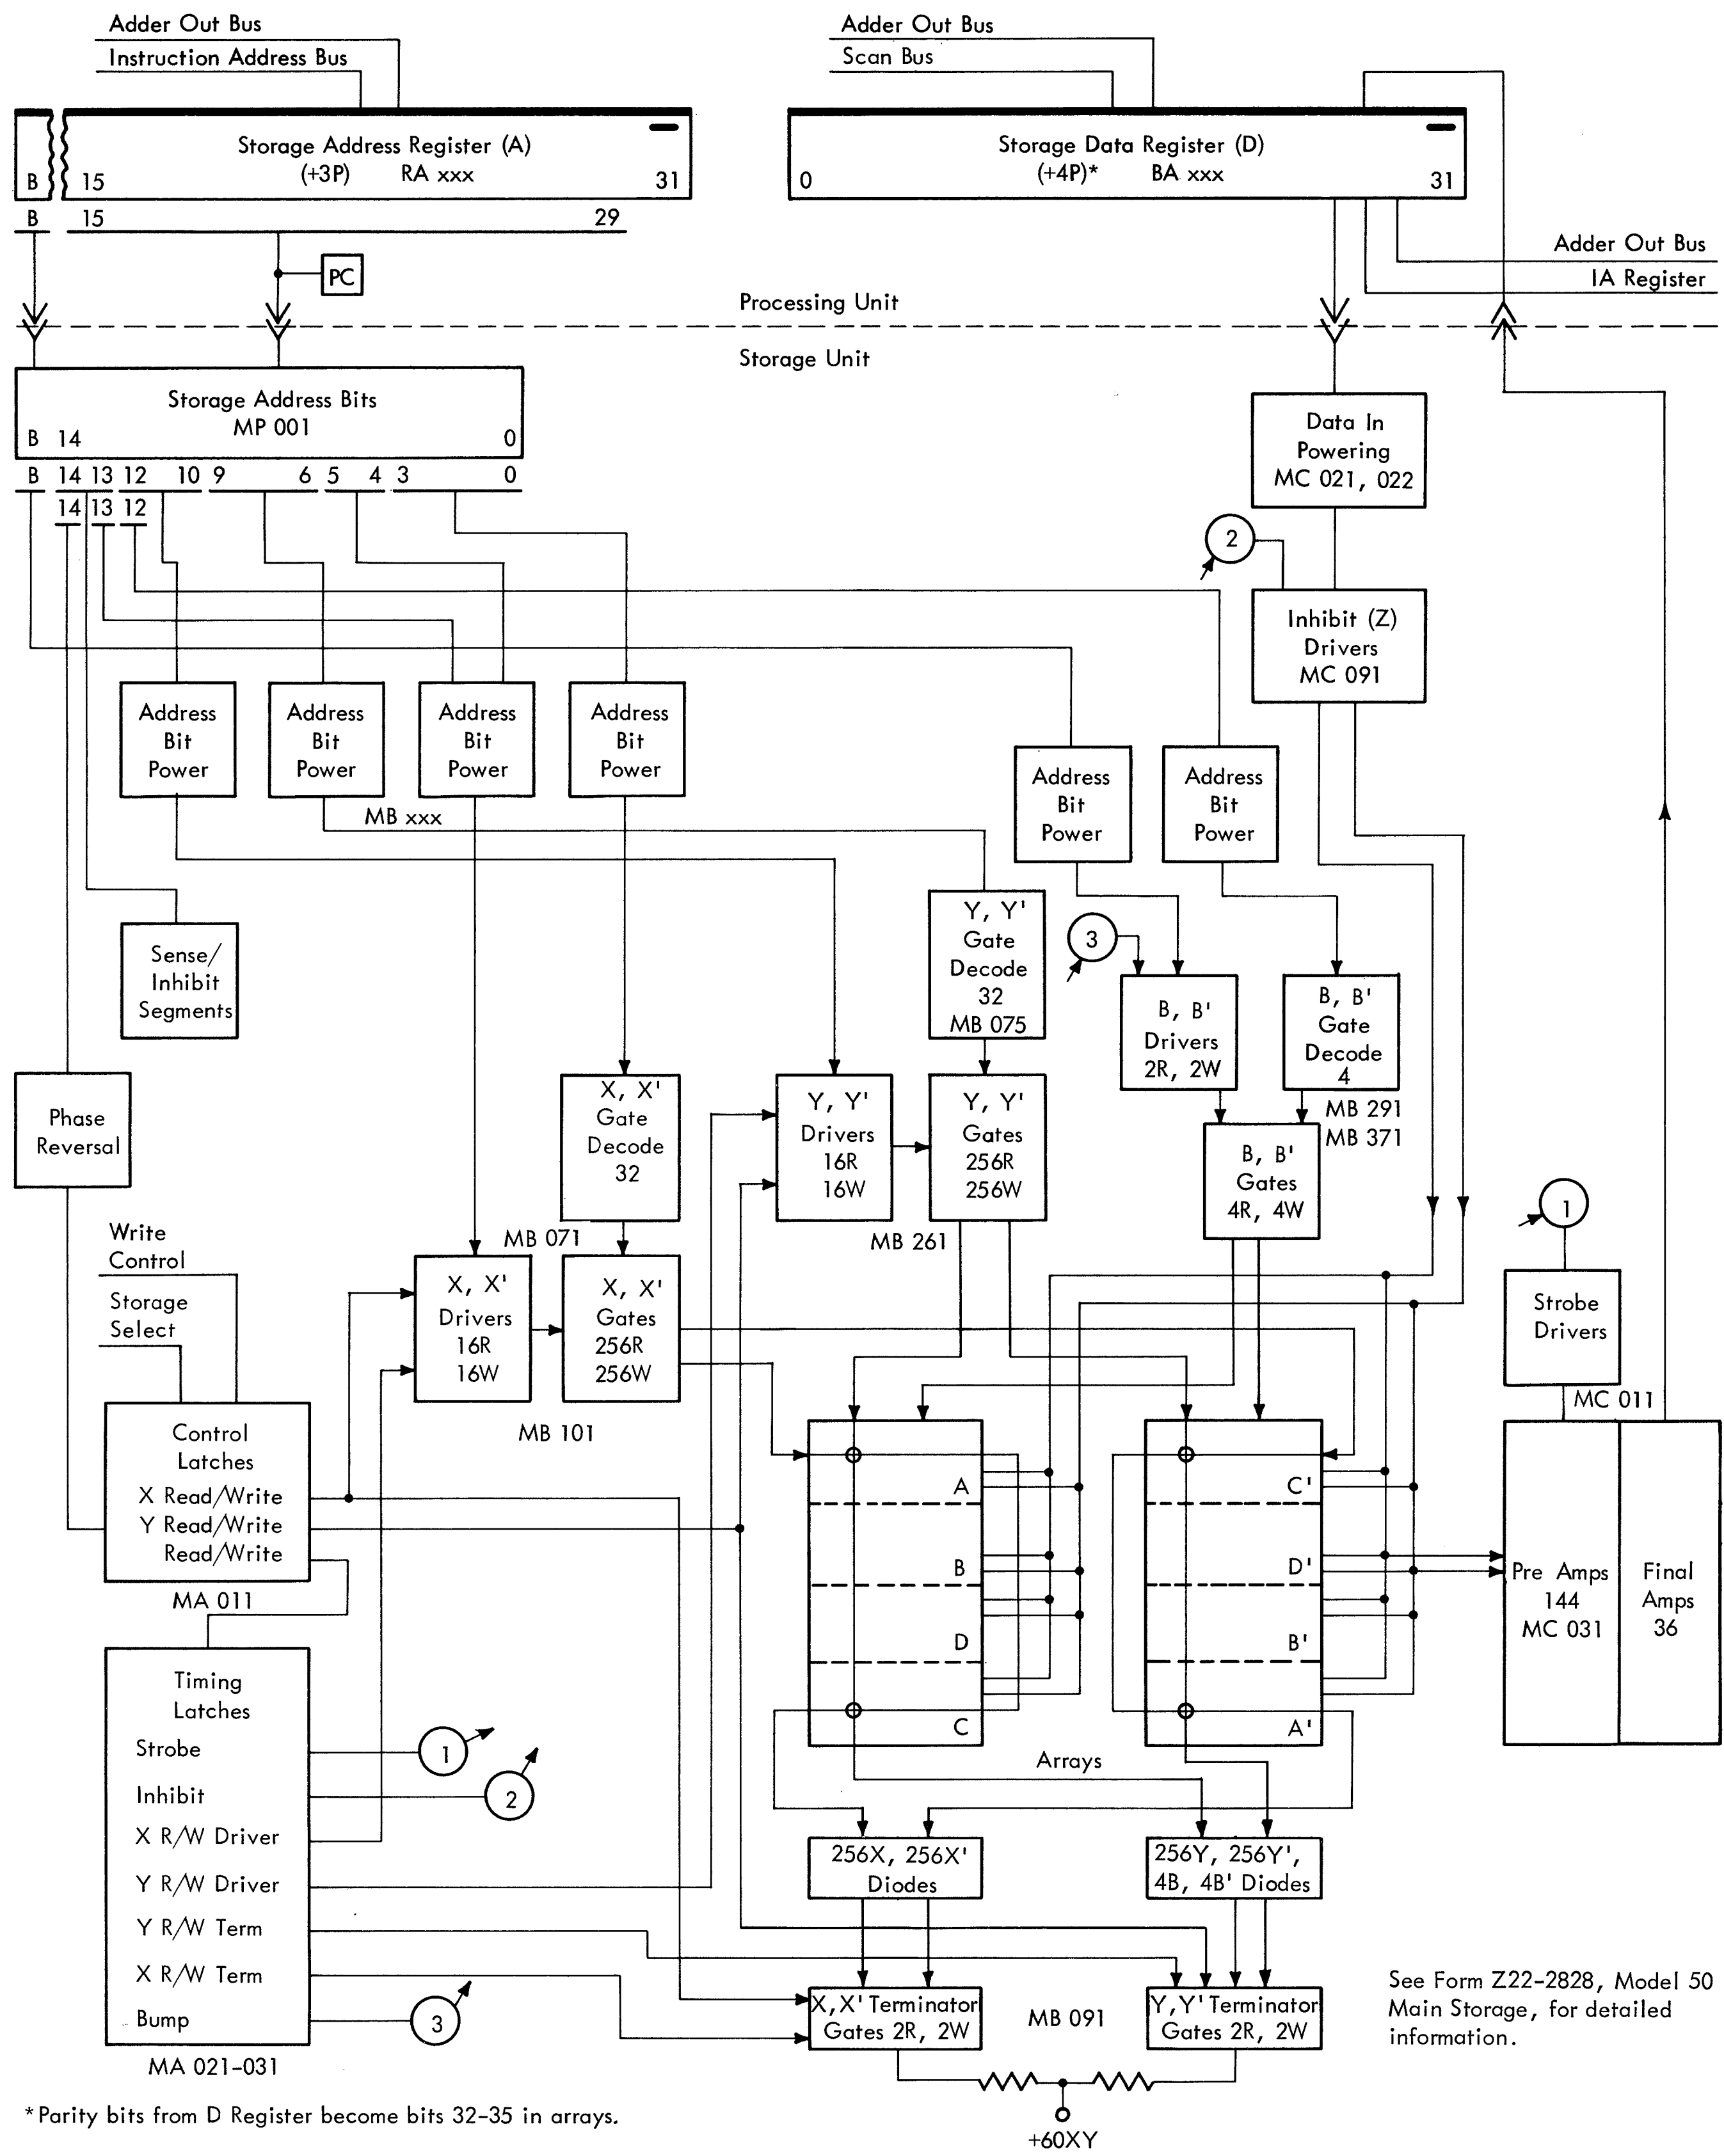 Adder Out Bus
Instruction Address Bus
Adder Out Bus
Scan Bus
Storage Address Register (A)
(+3P) RA xxx
B 15 31
B 15 29
PC
Storage Data Register (D)
(+4P)* BA xxx
0 31
Adder Out Bus
IA Register
Processing Unit
Storage Unit
Storage Address Bits
MP 001
B 14 0
B 14 13 12 10 9 6 5 4 3 0
14 13 12
Data In
Powering
MC 021, 022
2
Inhibit (Z)
Drivers
MC 091
Address
Bit
Power
Address
Bit
Power
Address
Bit
Power
Address
Bit
Power
Address
Bit
Power
Address
Bit
Power
MB xxx
Sense/
Inhibit
Segments
Y, Y'
Gate
Decode
32
MB 075
3
B, B'
Drivers
2R, 2W
B, B'
Gate
Decode
4
MB 291
MB 371
Phase
Reversal
X, X'
Gate
Decode
32
MB 071
Y, Y'
Drivers
16R
16W
Y, Y'
Gates
256R
256W
MB 261
B, B'
Gates
4R, 4W
1
Write
Control
Storage
Select
X, X'
Drivers
16R
16W
X, X'
Gates
256R
256W
MB 101
Strobe
Drivers
MC 011
Control
Latches
X Read/Write
Y Read/Write
Read/Write
MA 011
A
B
D
C
C'
D'
B'
A'
Arrays
Pre Amps
144
MC 031
Final
Amps
36
Timing
Latches
Strobe
Inhibit
X R/W Driver
Y R/W Driver
Y R/W Term
X R/W Term
Bump
MA 021-031
1
2
3
256X, 256X'
Diodes
256Y, 256Y',
4B, 4B' Diodes
X,X' Terminator
Gates 2R, 2W
MB 091
Y,Y' Terminator
Gates 2R, 2W
+60XY
See Form Z22-2828, Model 50
Main Storage, for detailed
information.
*Parity bits from D Register become bits 32-35 in arrays.